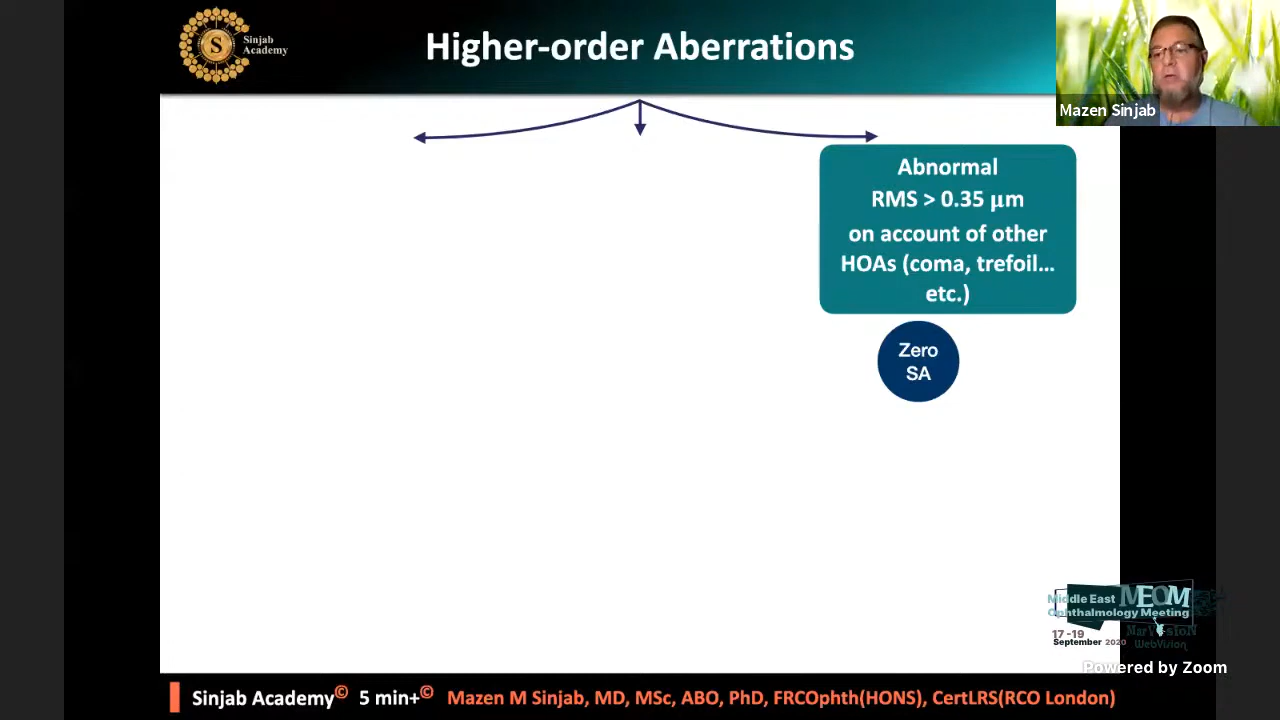 Sinjab
Academy
S
Higher-order Aberrations
Mazen Sinjab
Abnormal
RMS > 0.35 μm
on account of other
HOAs (coma, trefoil...
etc.)
Zero
SA
Middle East MEOM
Ophthalmology Meeting
17 -19
September 2020
WebVision
Powered by Zoom
Sinjab Academy© 5 min+© Mazen M Sinjab, MD, MSc, ABO, PhD, FRCOphth(HONS), CertLRS(RCO London)